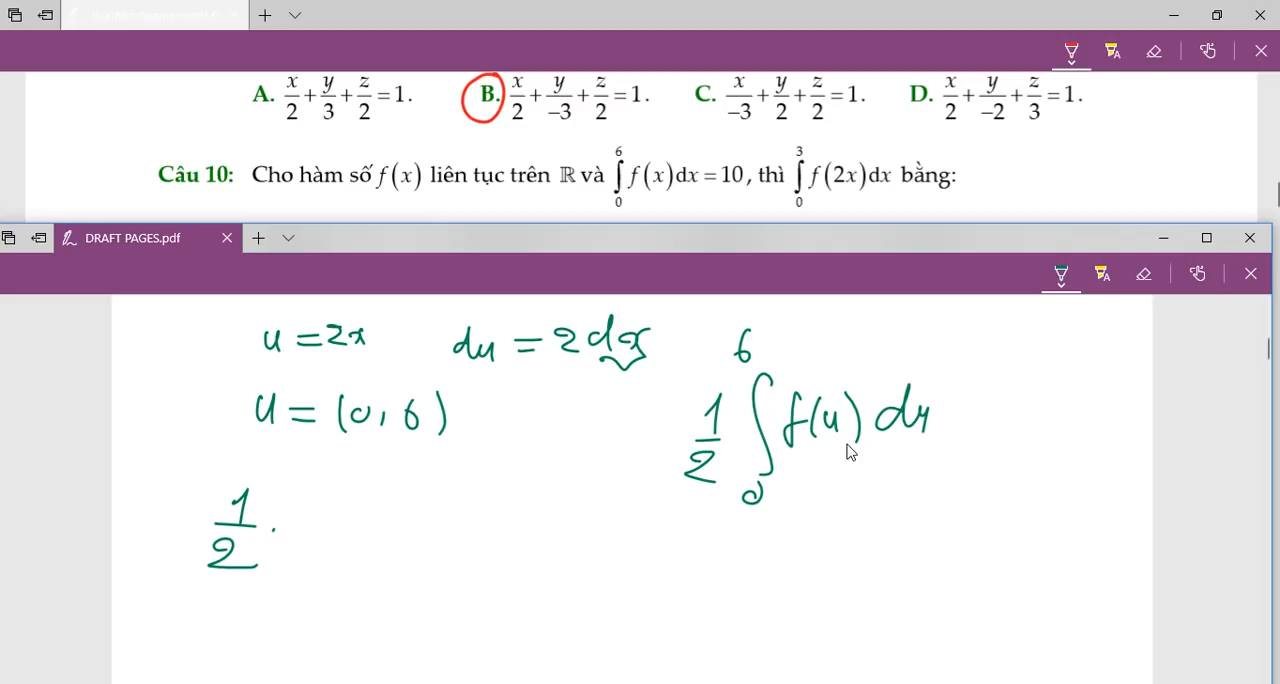 A. x/2 + y/3 + z/2 = 1. B. x/2 + y/−3 + z/2 = 1. C. x/−3 + y/2 + z/2 = 1. D. x/2 + y/−2 + z/3 = 1.
Câu 10: Cho hàm số f(x) liên tục trên ℝ và ∫₀⁶ f(x)dx = 10, thì ∫₀³ f(2x)dx bằng:
DRAFT PAGES.pdf
u = 2x du = 2dx
u = (0, 6) 1/2 ∫₀⁶ f(u) du
1/2 ·